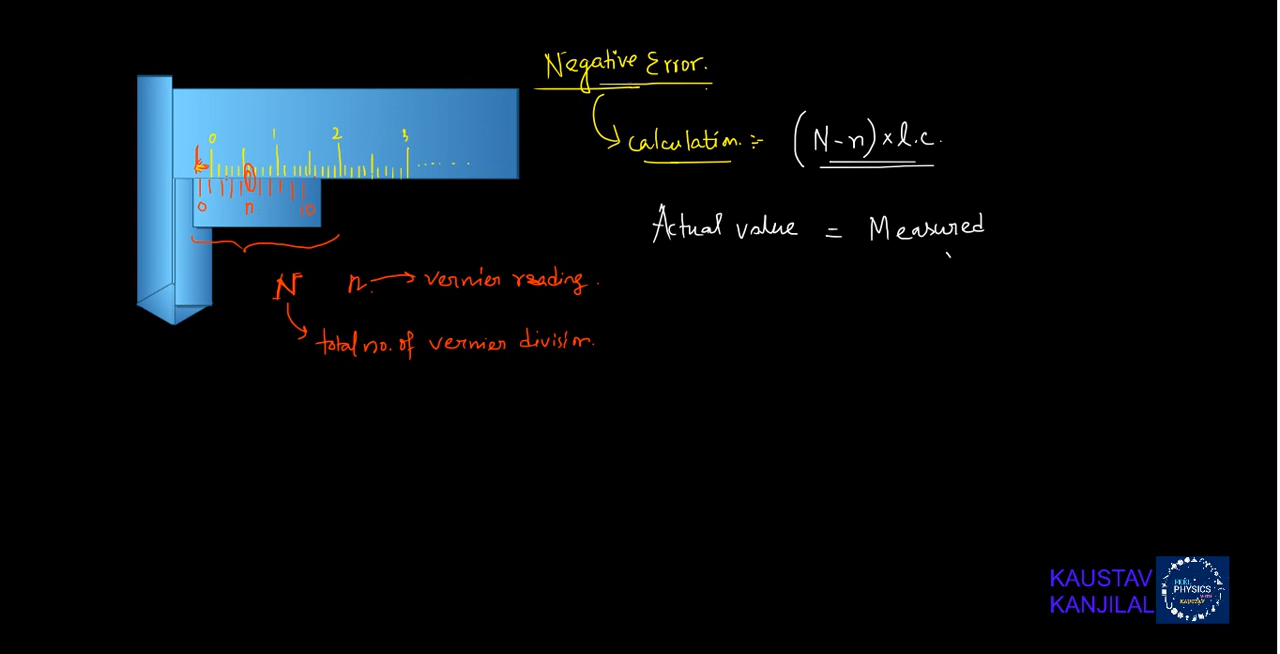 Negative Error.
Calculation :- (N-n) × l.c.
0 1 2 3 ......
0 n 10
Actual value = Measured
N n → vernier reading.
total no. of vernier division.
KAUSTAV
KANJILAL
PHYSICS
KAUSTAV